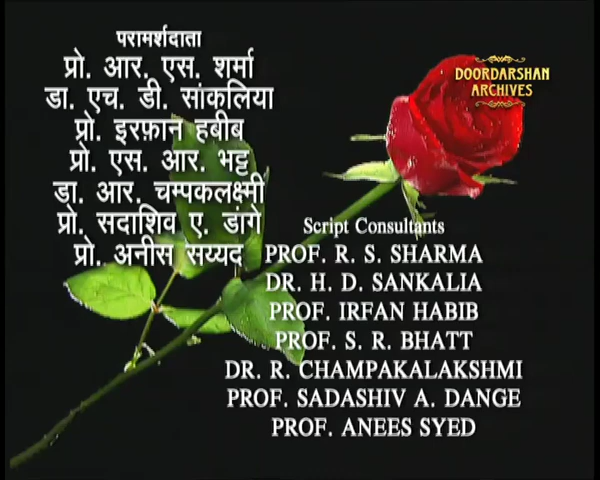 परामर्शदाता
प्रो. आर. एस. शर्मा
डा. एच. डी. सांकलिया
प्रो. इरफ़ान हबीब
प्रो. एस. आर. भट्ट
डा. आर. चम्पकलक्ष्मी
प्रो. सदाशिव ए. डांगे
प्रो. अनीस सय्यद
DOORDARSHAN
ARCHIVES
Script Consultants
PROF. R. S. SHARMA
DR. H. D. SANKALIA
PROF. IRFAN HABIB
PROF. S. R. BHATT
DR. R. CHAMPAKALAKSHMI
PROF. SADASHIV A. DANGE
PROF. ANEES SYED